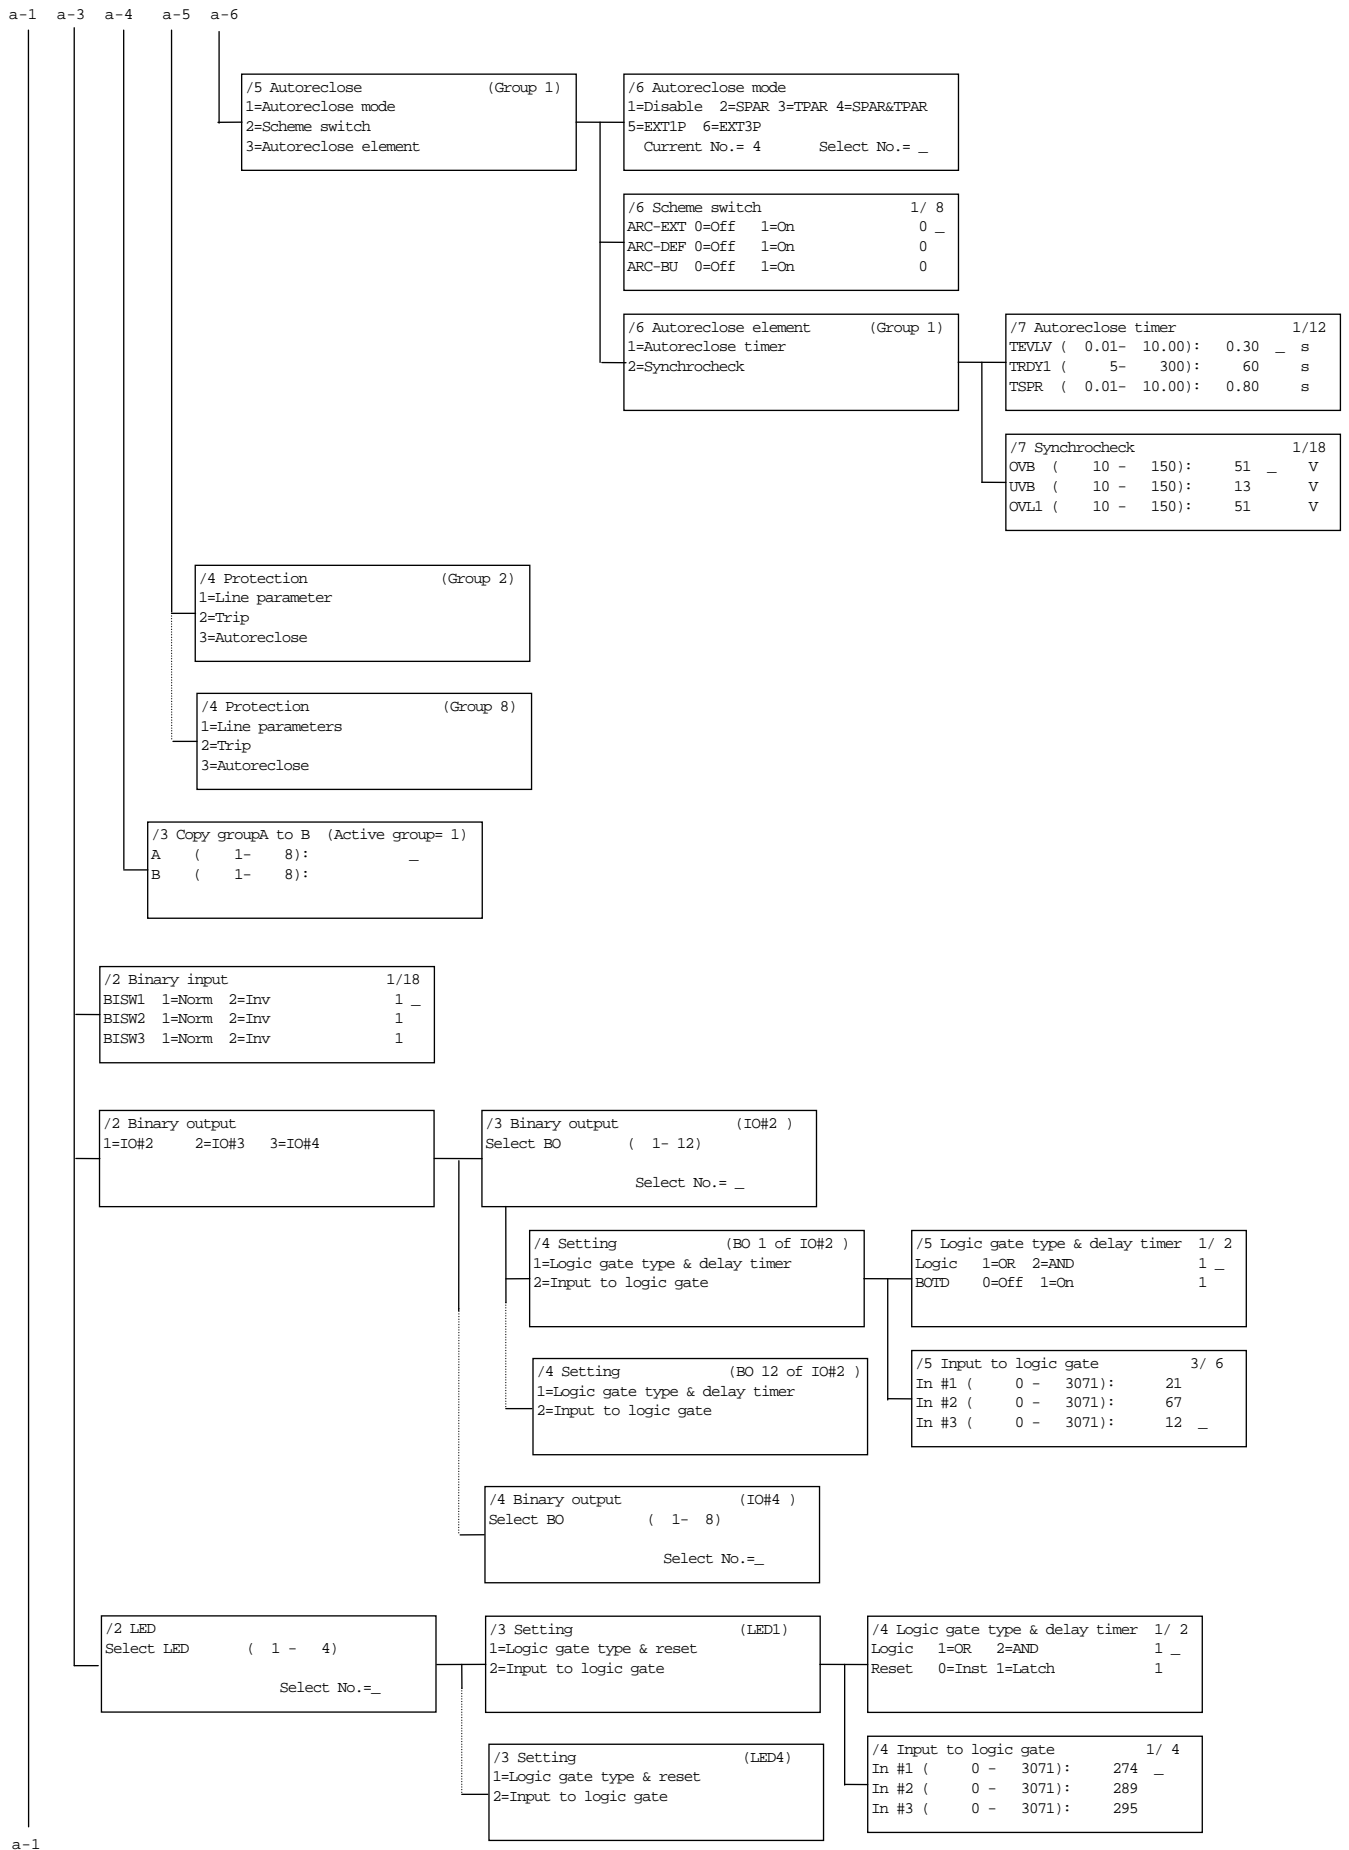 a-1 a-3 a-4 a-5 a-6
/5 Autoreclose (Group 1)
1=Autoreclose mode
2=Scheme switch
3=Autoreclose element
/6 Autoreclose mode
1=Disable 2=SPAR 3=TPAR 4=SPAR&TPAR
5=EXT1P 6=EXT3P
Current No.= 4 Select No.= _
/6 Scheme switch 1/ 8
ARC-EXT 0=Off 1=On 0 _
ARC-DEF 0=Off 1=On 0
ARC-BU 0=Off 1=On 0
/6 Autoreclose element (Group 1)
1=Autoreclose timer
2=Synchrocheck
/7 Autoreclose timer 1/12
TEVLV ( 0.01- 10.00): 0.30 _ s
TRDY1 ( 5- 300): 60 s
TSPR ( 0.01- 10.00): 0.80 s
/7 Synchrocheck 1/18
OVB ( 10 - 150): 51 _ V
UVB ( 10 - 150): 13 V
OVL1 ( 10 - 150): 51 V
/4 Protection (Group 2)
1=Line parameter
2=Trip
3=Autoreclose
/4 Protection (Group 8)
1=Line parameters
2=Trip
3=Autoreclose
/3 Copy groupA to B (Active group= 1)
A ( 1- 8): _
B ( 1- 8):
/2 Binary input 1/18
BISW1 1=Norm 2=Inv 1 _
BISW2 1=Norm 2=Inv 1
BISW3 1=Norm 2=Inv 1
/2 Binary output
1=IO#2 2=IO#3 3=IO#4
/3 Binary output (IO#2 )
Select BO ( 1- 12)
Select No.= _
/4 Setting (BO 1 of IO#2 )
1=Logic gate type & delay timer
2=Input to logic gate
/5 Logic gate type & delay timer 1/ 2
Logic 1=OR 2=AND 1 _
BOTD 0=Off 1=On 1
/5 Input to logic gate 3/ 6
In #1 ( 0 - 3071): 21
In #2 ( 0 - 3071): 67
In #3 ( 0 - 3071): 12 _
/4 Setting (BO 12 of IO#2 )
1=Logic gate type & delay timer
2=Input to logic gate
/4 Binary output (IO#4 )
Select BO ( 1- 8)
Select No.=_
/2 LED
Select LED ( 1 - 4)
Select No.=_
/3 Setting (LED1)
1=Logic gate type & reset
2=Input to logic gate
/4 Logic gate type & delay timer 1/ 2
Logic 1=OR 2=AND 1 _
Reset 0=Inst 1=Latch 1
/4 Input to logic gate 1/ 4
In #1 ( 0 - 3071): 274 _
In #2 ( 0 - 3071): 289
In #3 ( 0 - 3071): 295
/3 Setting (LED4)
1=Logic gate type & reset
2=Input to logic gate
a-1